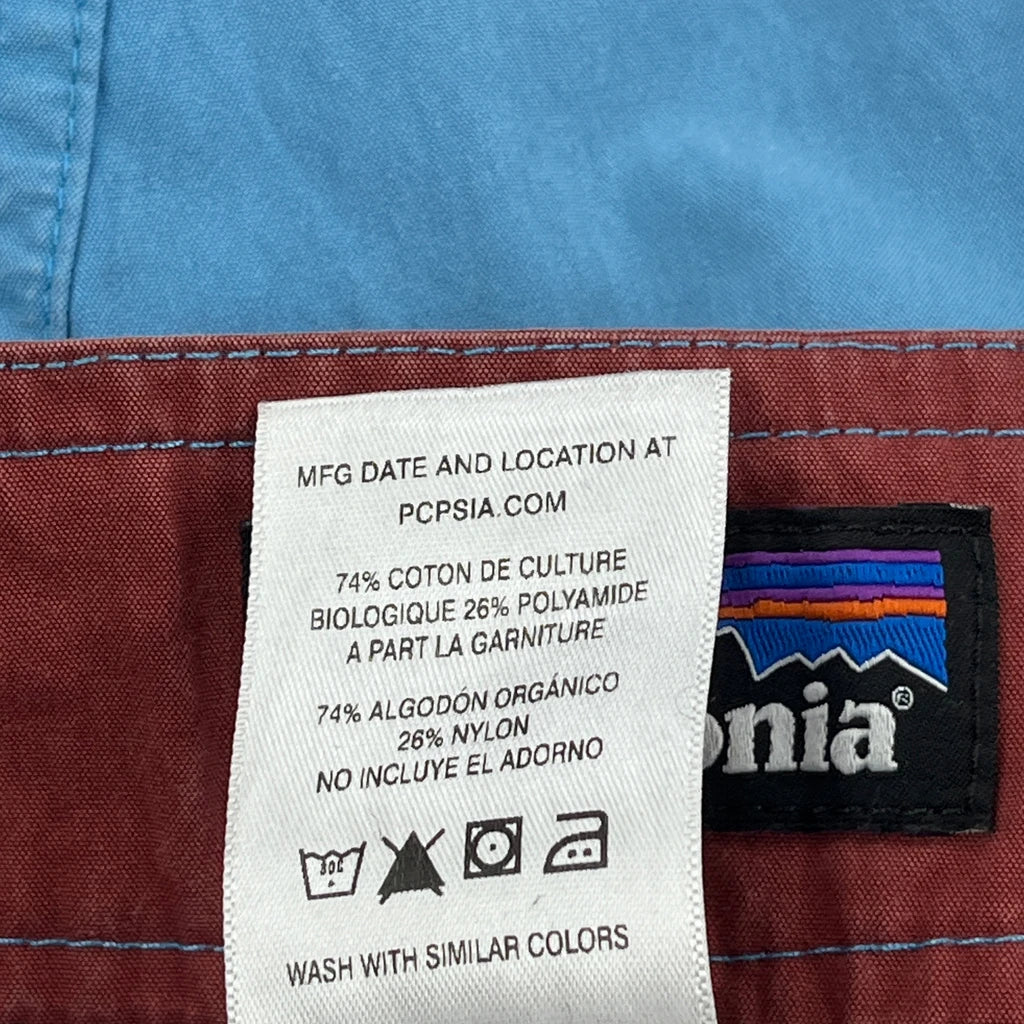 MFG DATE AND LOCATION AT
PCPSIA.COM
74% COTON DE CULTURE
BIOLOGIQUE 26% POLYAMIDE
A PART LA GARNITURE
74% ALGODÓN ORGÁNICO
26% NYLON
NO INCLUYE EL ADORNO
30C
WASH WITH SIMILAR COLORS
onia®